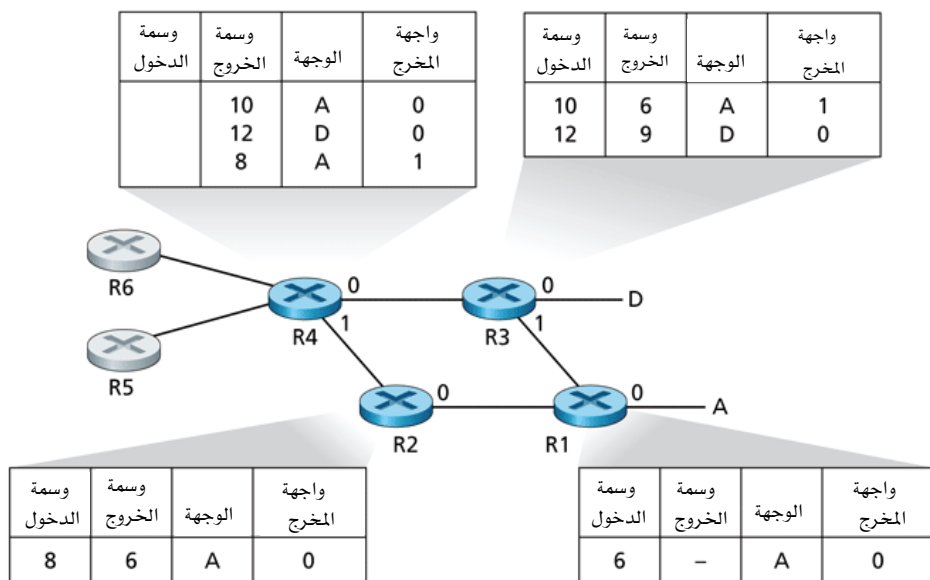 وسمة الدخول	وسمة الخروج	الوجهة	واجهة المخرج
10	A	0
12	D	0
8	A	1
وسمة الدخول	وسمة الخروج	الوجهة	واجهة المخرج
10	6	A	1
12	9	D	0
R6
0
0
D
R4
1
R3
1
R5
0
0
A
R2
R1
وسمة الدخول	وسمة الخروج	الوجهة	واجهة المخرج
8	6	A	0
وسمة الدخول	وسمة الخروج	الوجهة	واجهة المخرج
6	–	A	0